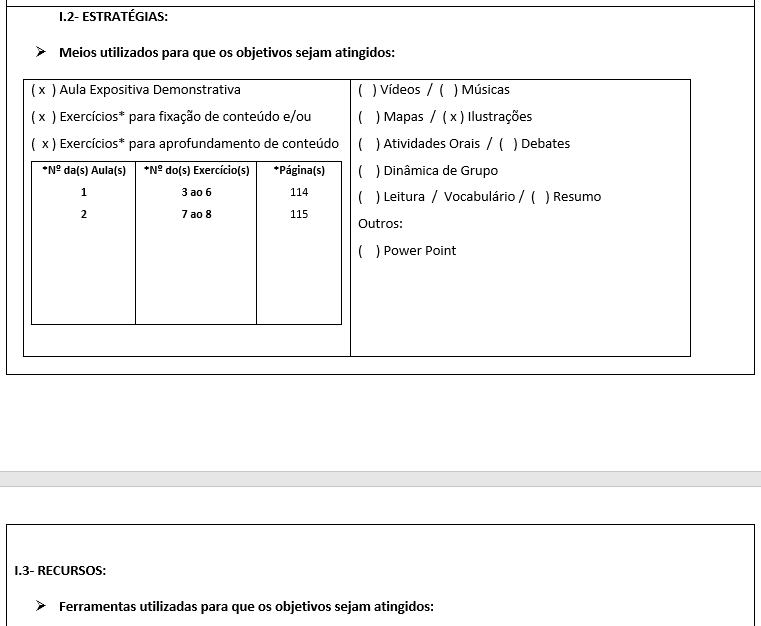 I.2- ESTRATÉGIAS:
➢ Meios utilizados para que os objetivos sejam atingidos:
( x ) Aula Expositiva Demonstrativa
( x ) Exercícios* para fixação de conteúdo e/ou
( x ) Exercícios* para aprofundamento de conteúdo
*Nº da(s) Aula(s) *Nº do(s) Exercício(s) *Página(s)
1 3 ao 6 114
2 7 ao 8 115
( ) Vídeos / ( ) Músicas
( ) Mapas / ( x ) Ilustrações
( ) Atividades Orais / ( ) Debates
( ) Dinâmica de Grupo
( ) Leitura / Vocabulário / ( ) Resumo
Outros:
( ) Power Point
I.3- RECURSOS:
➢ Ferramentas utilizadas para que os objetivos sejam atingidos: